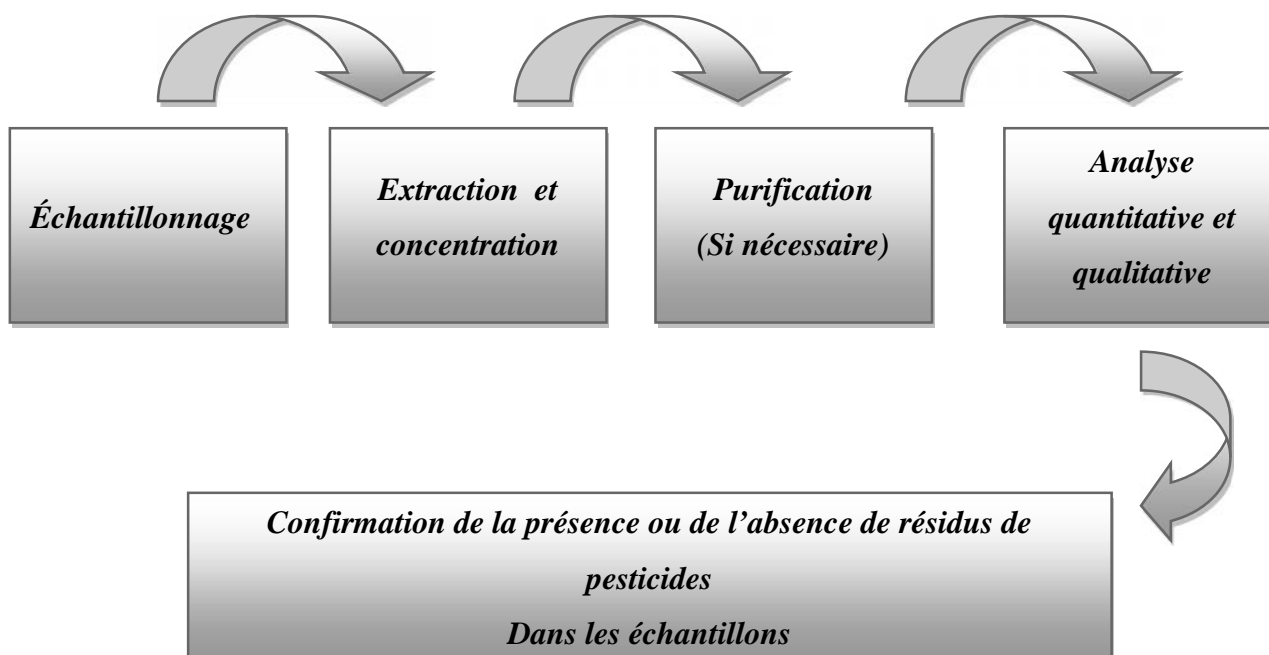 Échantillonnage
Extraction et
concentration
Purification
(Si nécessaire)
Analyse
quantitative et
qualitative
Confirmation de la présence ou de l’absence de résidus de
pesticides
Dans les échantillons